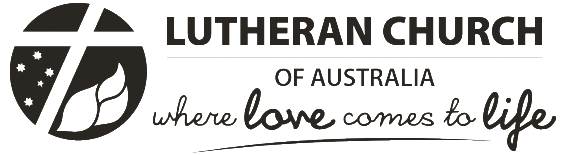 LUTHERAN CHURCH
OF AUSTRALIA
where love comes to life